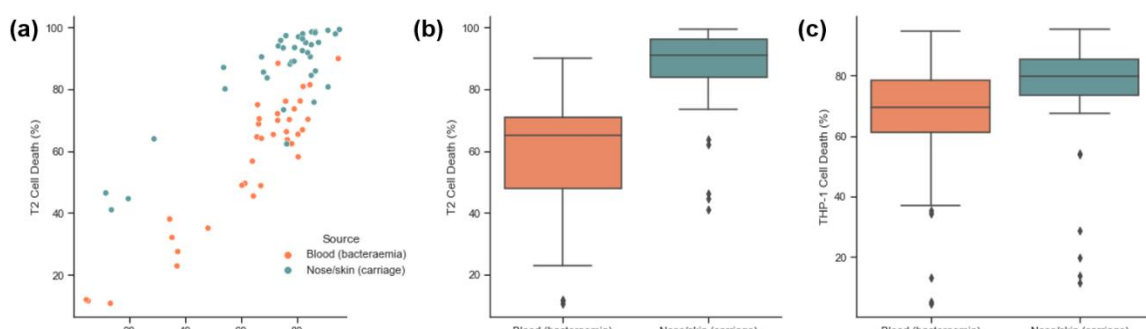 (a)
T2 Cell Death (%)
100
80
60
40
20
Source
Blood (bacteraemia)
Nose/skin (carriage)
(b)
T2 Cell Death (%)
100
80
60
40
20
(c)
THP-1 Cell Death (%)
80
60
40
20